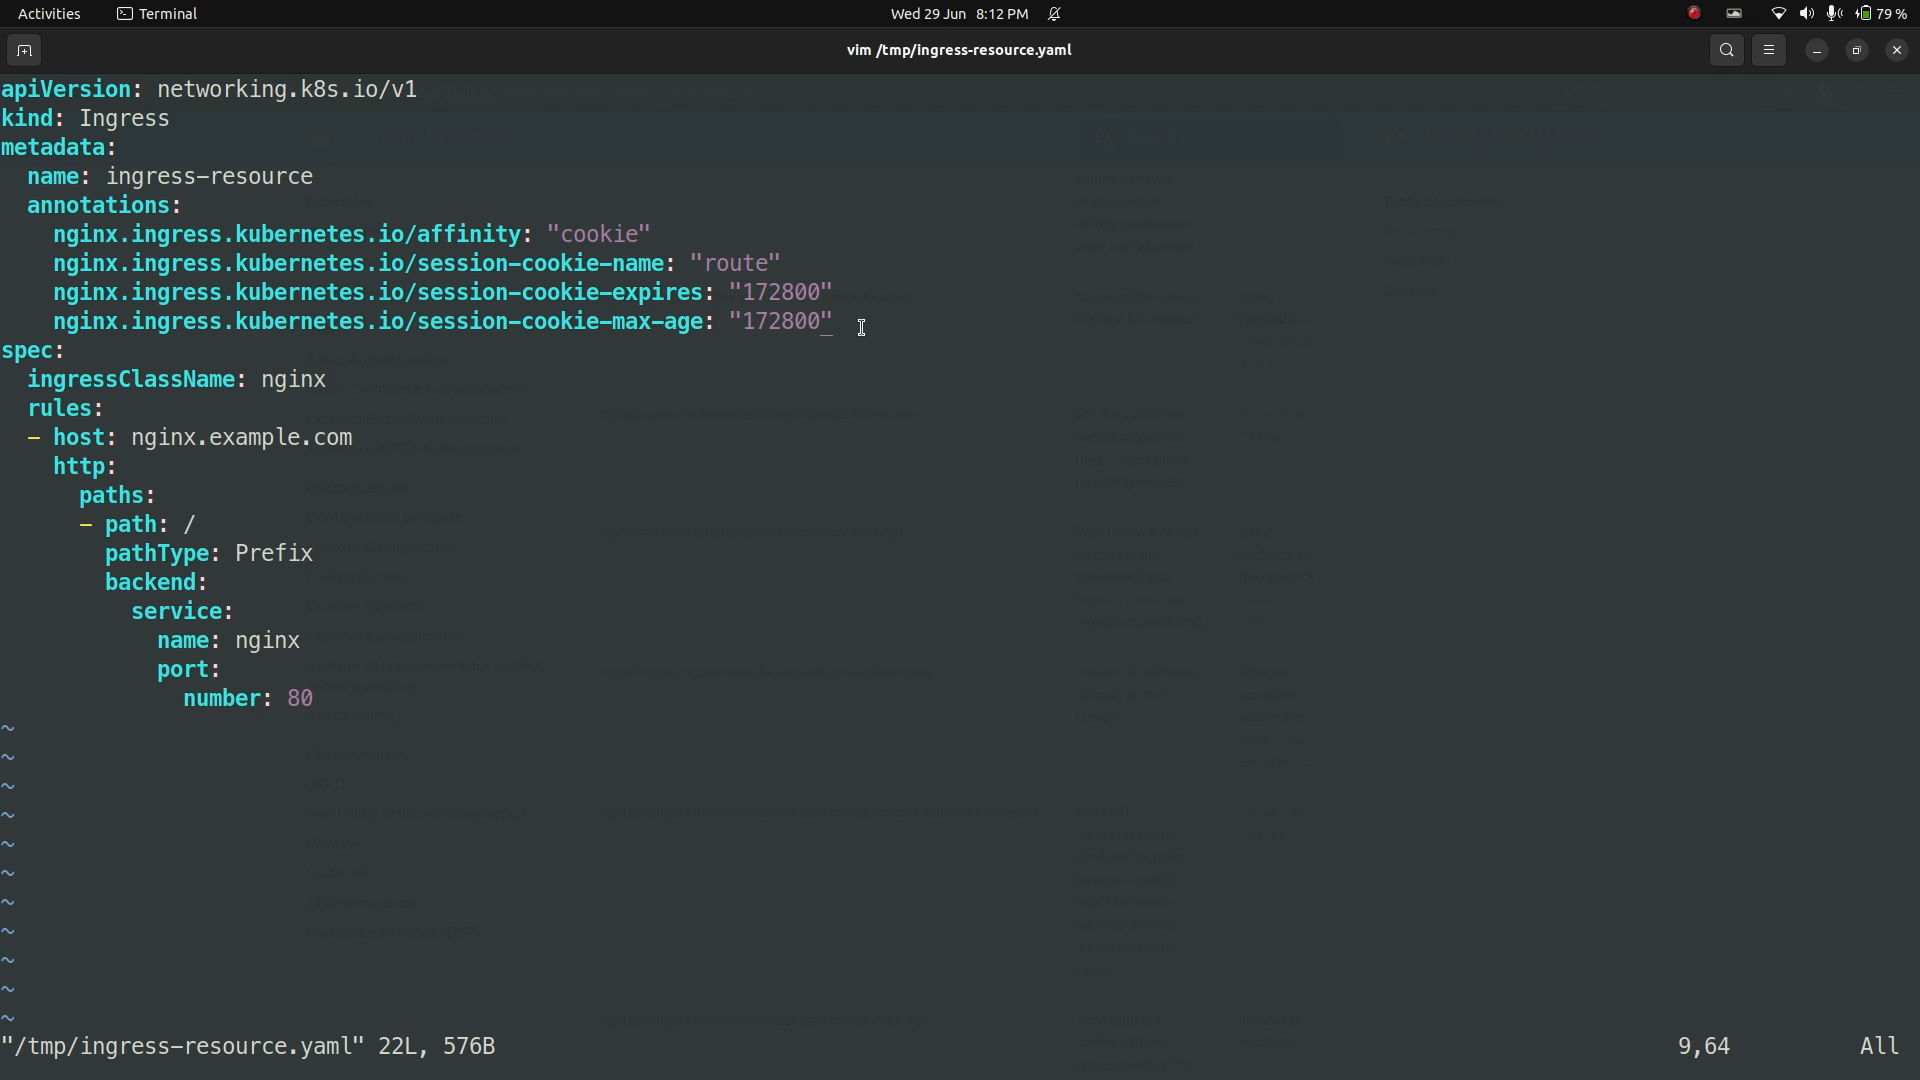 Activities Terminal Wed 29 Jun 8:12 PM 79 %
vim /tmp/ingress-resource.yaml
apiVersion: networking.k8s.io/v1
kind: Ingress
metadata:
  name: ingress-resource
  annotations:
    nginx.ingress.kubernetes.io/affinity: "cookie"
    nginx.ingress.kubernetes.io/session-cookie-name: "route"
    nginx.ingress.kubernetes.io/session-cookie-expires: "172800"
    nginx.ingress.kubernetes.io/session-cookie-max-age: "172800"
spec:
  ingressClassName: nginx
  rules:
  - host: nginx.example.com
    http:
      paths:
      - path: /
        pathType: Prefix
        backend:
          service:
            name: nginx
            port:
              number: 80
~
~
~
~
~
~
~
~
~
~
~
"/tmp/ingress-resource.yaml" 22L, 576B 9,64 All